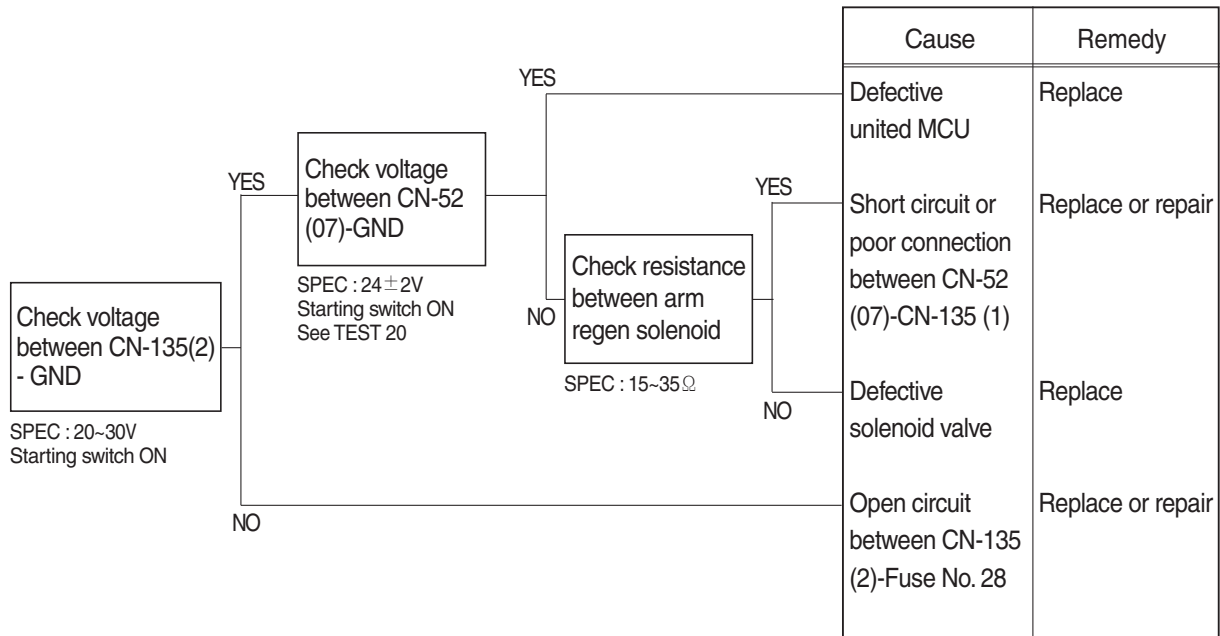 Check voltage
between CN-135(2)
- GND
SPEC : 20~30V
Starting switch ON
YES
NO
Check voltage
between CN-52
(07)-GND
SPEC : 24±2V
Starting switch ON
See TEST 20
YES
NO
Check resistance
between arm
regen solenoid
SPEC : 15~35Ω
YES
NO
Cause Remedy
Defective Replace
united MCU
Short circuit or Replace or repair
poor connection
between CN-52
(07)-CN-135 (1)
Defective Replace
solenoid valve
Open circuit Replace or repair
between CN-135
(2)-Fuse No. 28